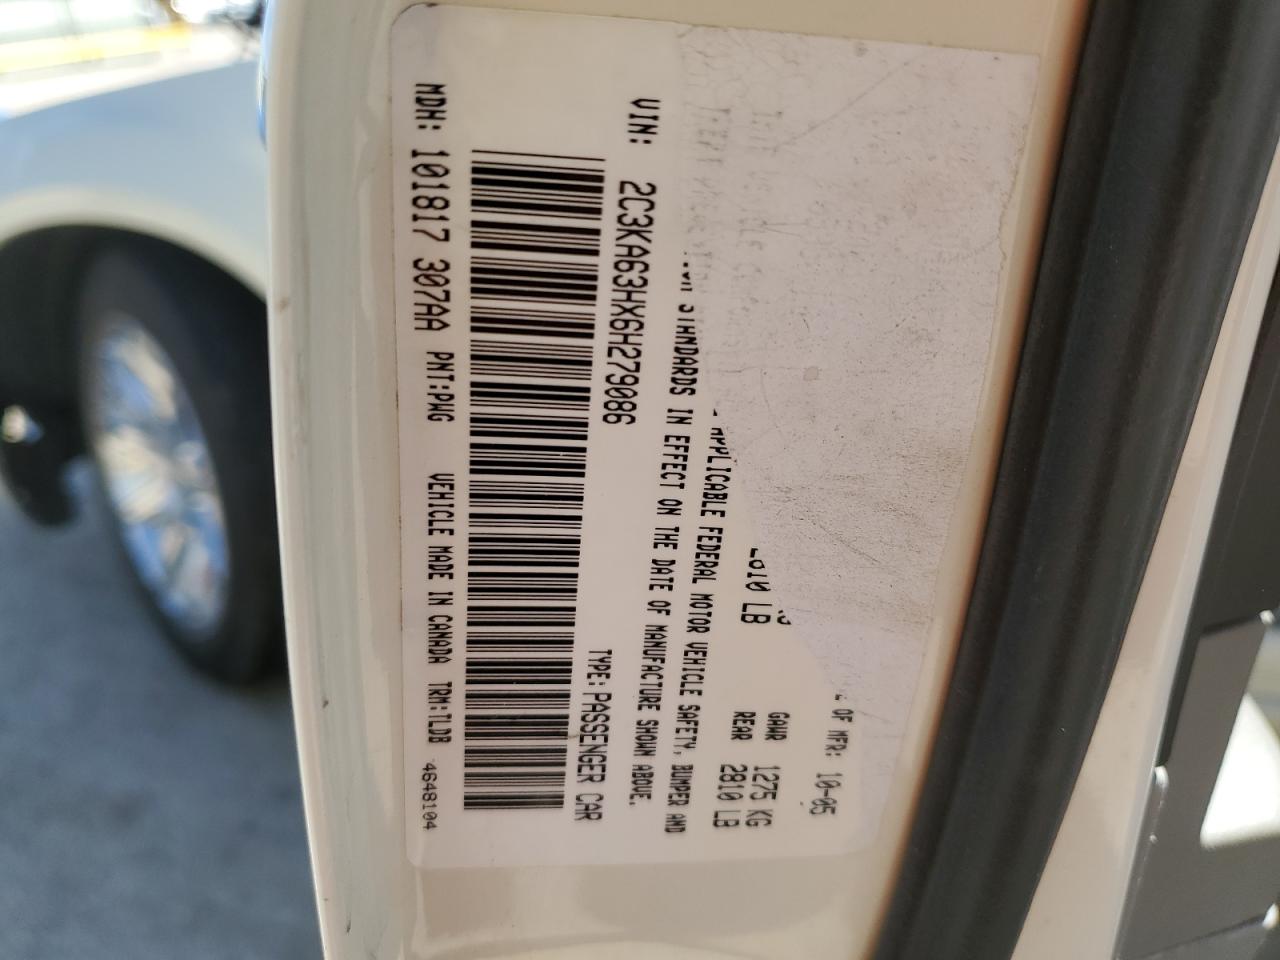 OF MFR: 10-05
GAWR 1275 KG
REAR 2810 LB
2810 LB
APPLICABLE FEDERAL MOTOR VEHICLE SAFETY, BUMPER AND
STANDARDS IN EFFECT ON THE DATE OF MANUFACTURE SHOWN ABOVE.
VIN: 2C3KA63HX6H279086
TYPE: PASSENGER CAR
MDH: 101817 307AA PNT:PWG VEHICLE MADE IN CANADA TRM:TLDB
4648104